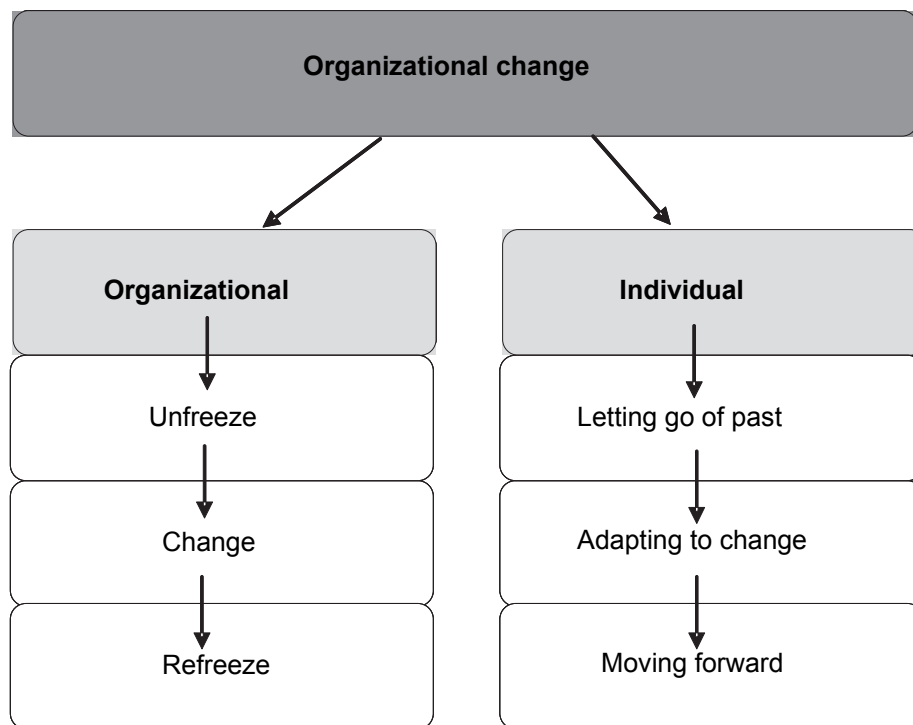 Organizational change
Organizational
Individual
Unfreeze
Letting go of past
Change
Adapting to change
Refreeze
Moving forward